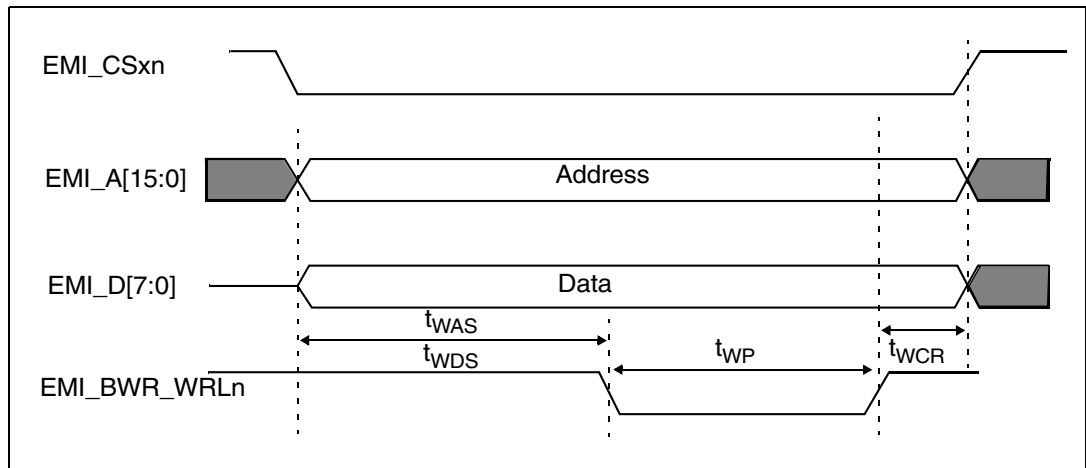 EMI_CSxn
EMI_A[15:0]
Address
EMI_D[7:0]
Data
tWAS
tWDS
tWP
tWCR
EMI_BWR_WRLn